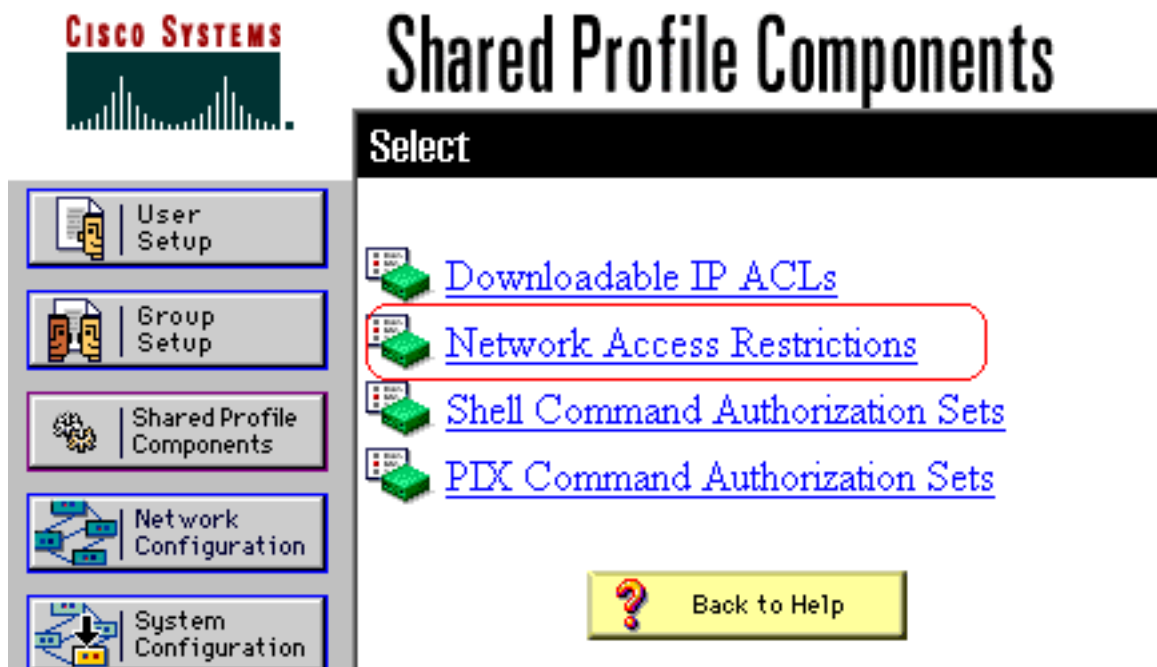 CISCO SYSTEMS
Shared Profile Components
Select
User
Setup
Group
Setup
Shared Profile
Components
Network
Configuration
System
Configuration
Downloadable IP ACLs
Network Access Restrictions
Shell Command Authorization Sets
PIX Command Authorization Sets
Back to Help